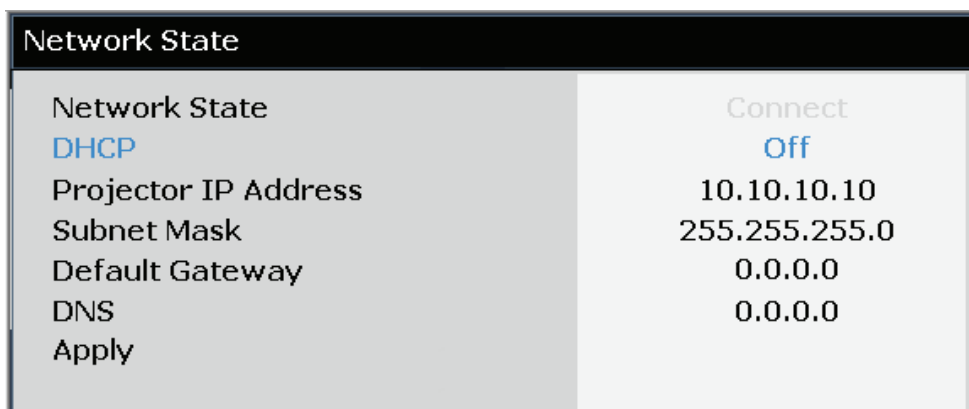 Network State
Network State Connect
DHCP Off
Projector IP Address 10.10.10.10
Subnet Mask 255.255.255.0
Default Gateway 0.0.0.0
DNS 0.0.0.0
Apply